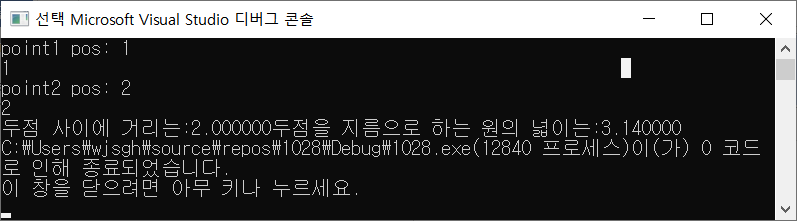 선택 Microsoft Visual Studio 디버그 콘솔
point1 pos: 1
1
point2 pos: 2
2
두점 사이에 거리는:2.000000두점을 지름으로 하는 원의 넓이는:3.140000
C:₩Users₩wjsgh₩source₩repos₩1028₩Debug₩1028.exe(12840 프로세스)이(가) 0 코드
로 인해 종료되었습니다.
이 창을 닫으려면 아무 키나 누르세요.